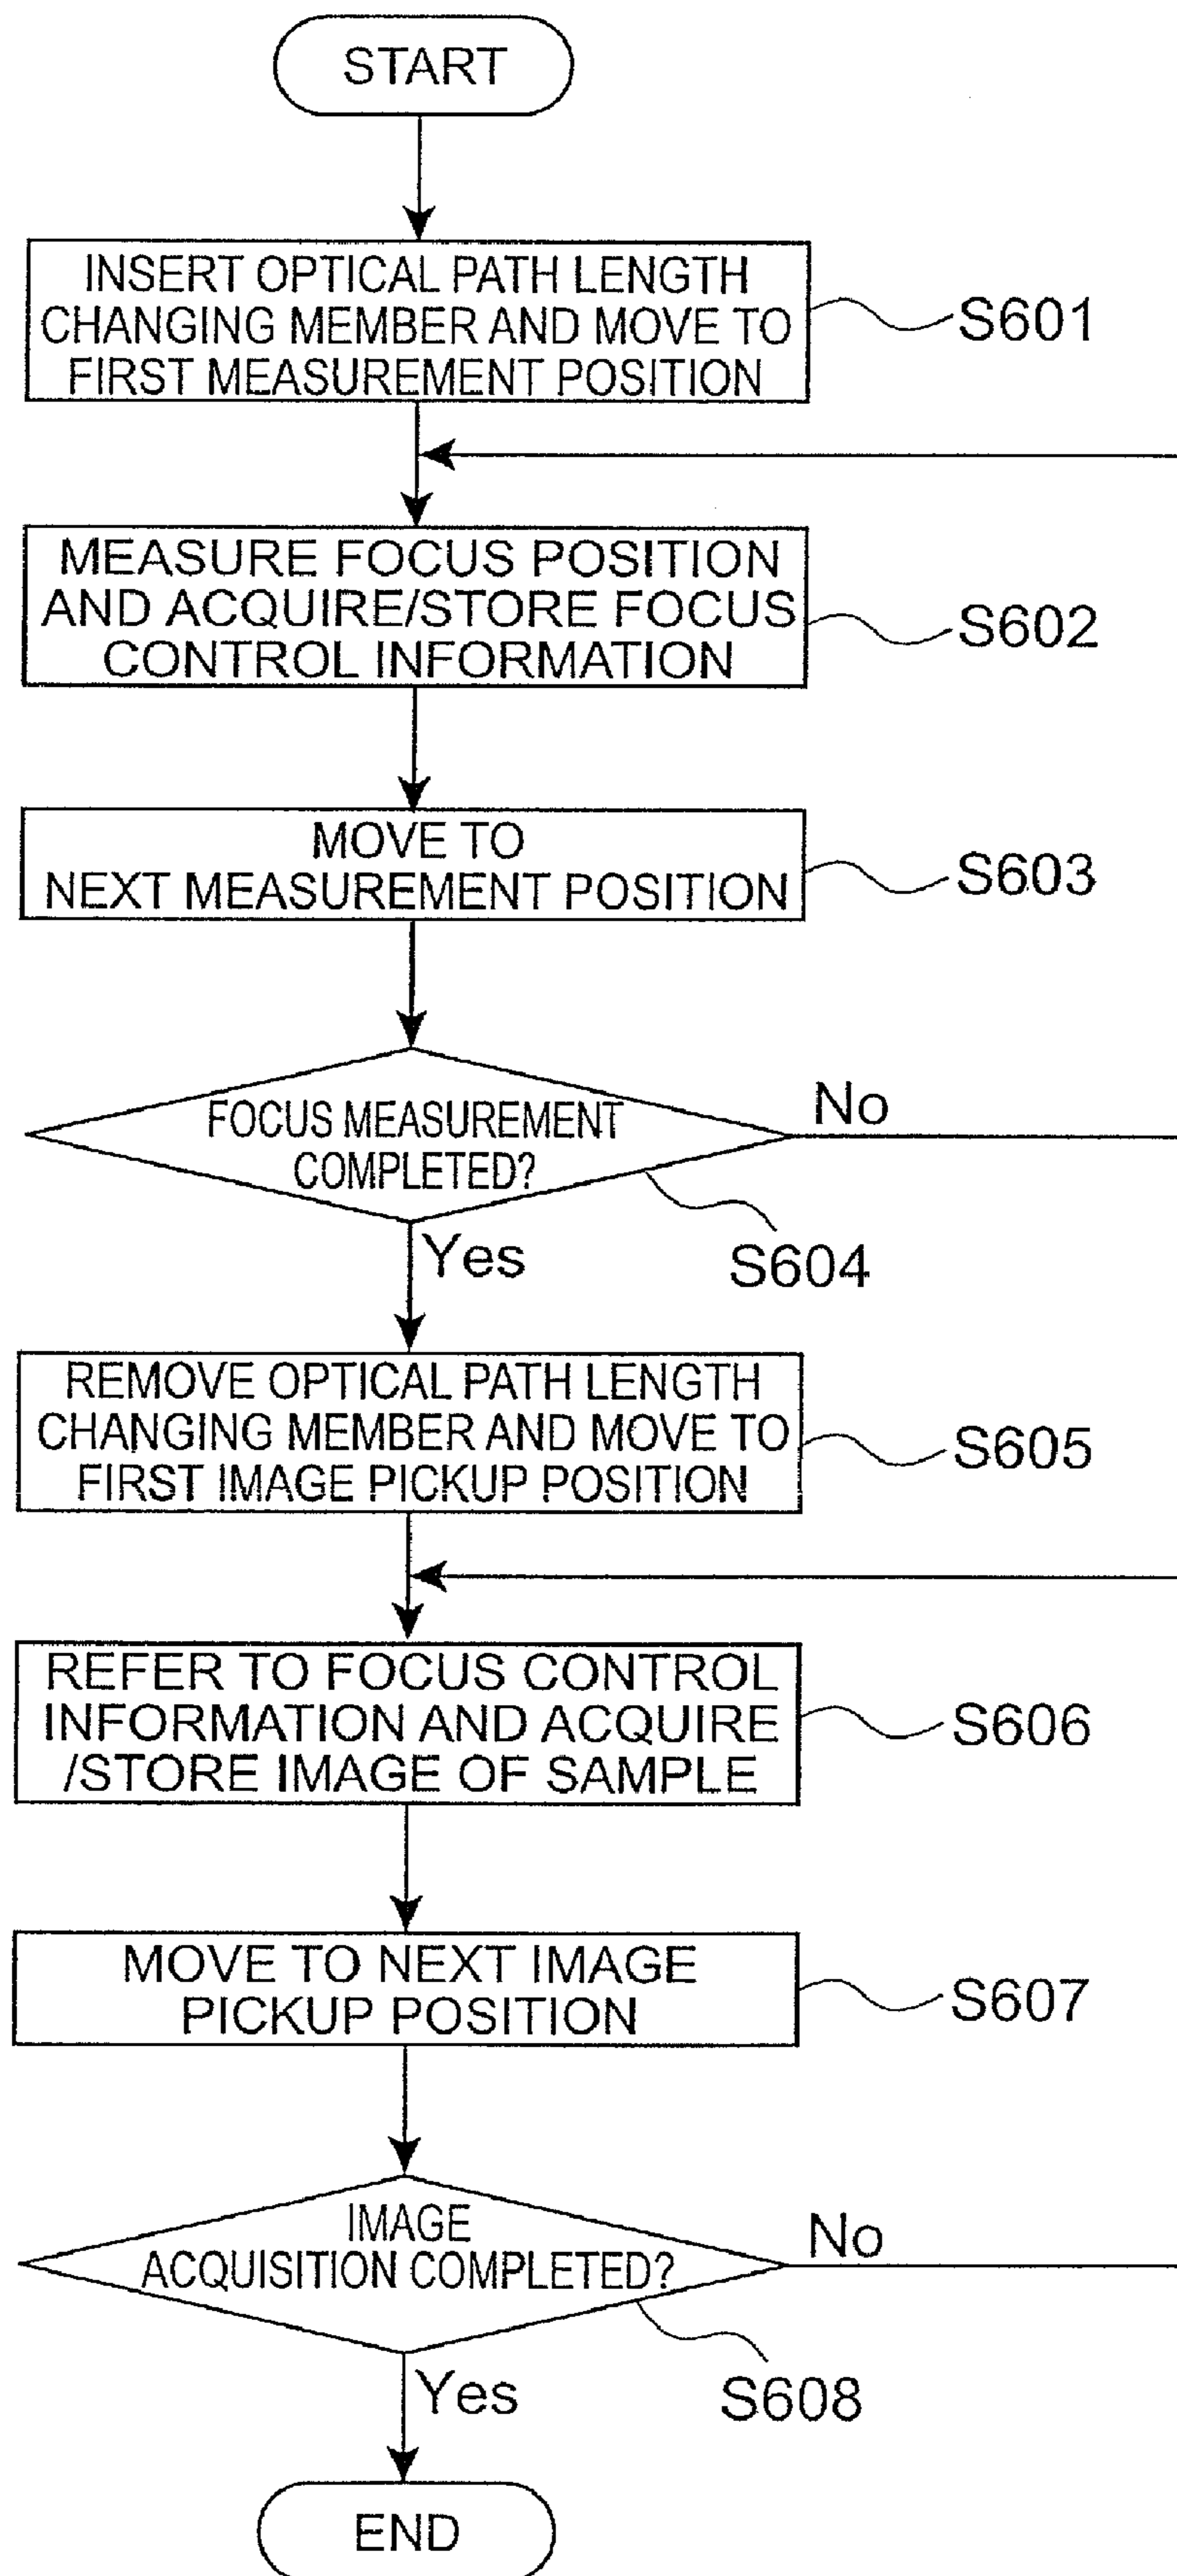 START
INSERT OPTICAL PATH LENGTH
CHANGING MEMBER AND MOVE TO
FIRST MEASUREMENT POSITION
S601
MEASURE FOCUS POSITION
AND ACQUIRE/STORE FOCUS
CONTROL INFORMATION
S602
MOVE TO
NEXT MEASUREMENT POSITION
S603
FOCUS MEASUREMENT
COMPLETED?
No
S604
Yes
REMOVE OPTICAL PATH LENGTH
CHANGING MEMBER AND MOVE TO
FIRST IMAGE PICKUP POSITION
S605
REFER TO FOCUS CONTROL
INFORMATION AND ACQUIRE
/STORE IMAGE OF SAMPLE
S606
MOVE TO NEXT IMAGE
PICKUP POSITION
S607
IMAGE
ACQUISITION COMPLETED?
No
S608
Yes
END